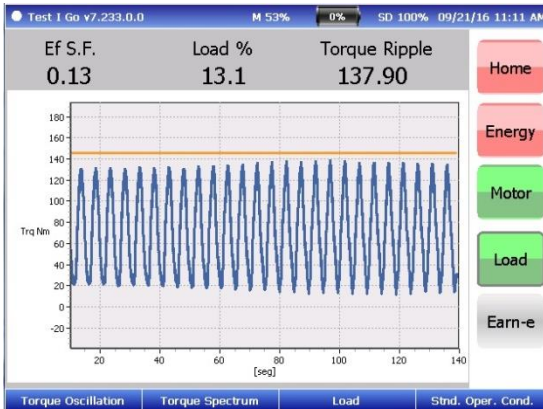 Test I Go v7.233.0.0 M 53% 0% SD 100% 09/21/16 11:11 AM
Ef S.F. Load % Torque Ripple
0.13 13.1 137.90
Home
Energy
Motor
Load
Earn-e
180
160
140
120
100
80
60
40
20
0
-20
Trq Nm
20 40 60 80 100 120 140
[seg]
Torque Oscillation Torque Spectrum Load Stnd. Oper. Cond.